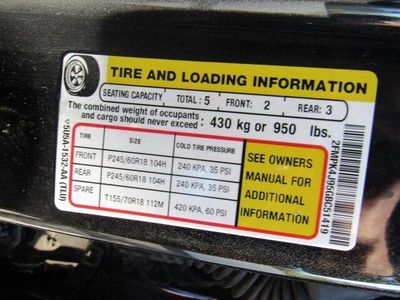 TIRE AND LOADING INFORMATION
SEATING CAPACITY TOTAL : 5 FRONT: 2 REAR: 3
The combined weight of occupants
and cargo should never exceed : 430 kg or 950 lbs.
TIRE SIZE COLD TIRE PRESSURE
FRONT P245/60R18 104H 240 KPA, 35 PSI
REAR P245/60R18 104H 240 KPA, 35 PSI
SPARE T155/70R18 112M 420 KPA, 60 PSI
SEE OWNERS
MANUAL FOR
ADDITIONAL
INFORMATION
5U5A-1532-AA (TLU)
2FMPK4J95GBC51419